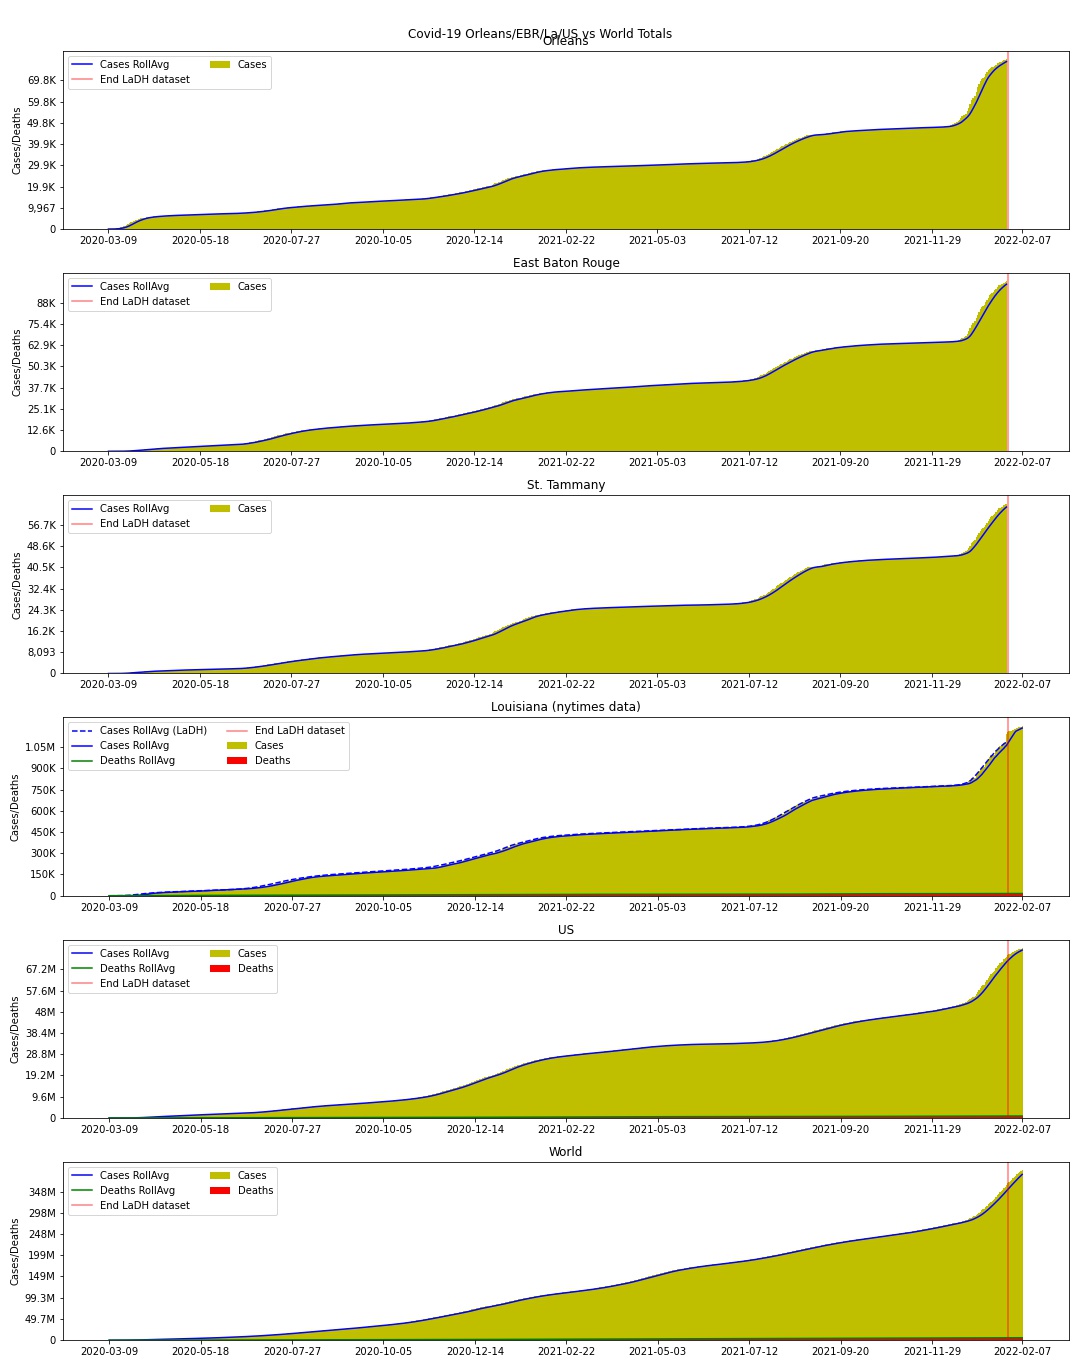 Covid-19 Orleans/EBR/La/US vs World Totals
Orleans
Cases RollAvg
End LaDH dataset
Cases
Cases/Deaths
69.8K
59.8K
49.8K
39.9K
29.9K
19.9K
9,967
0
2020-03-09 2020-05-18 2020-07-27 2020-10-05 2020-12-14 2021-02-22 2021-05-03 2021-07-12 2021-09-20 2021-11-29 2022-02-07
East Baton Rouge
Cases RollAvg
End LaDH dataset
Cases
Cases/Deaths
88K
75.4K
62.9K
50.3K
37.7K
25.1K
12.6K
0
2020-03-09 2020-05-18 2020-07-27 2020-10-05 2020-12-14 2021-02-22 2021-05-03 2021-07-12 2021-09-20 2021-11-29 2022-02-07
St. Tammany
Cases RollAvg
End LaDH dataset
Cases
Cases/Deaths
56.7K
48.6K
40.5K
32.4K
24.3K
16.2K
8,093
0
2020-03-09 2020-05-18 2020-07-27 2020-10-05 2020-12-14 2021-02-22 2021-05-03 2021-07-12 2021-09-20 2021-11-29 2022-02-07
Louisiana (nytimes data)
Cases RollAvg (LaDH)
Cases RollAvg
Deaths RollAvg
End LaDH dataset
Cases
Deaths
Cases/Deaths
1.05M
900K
750K
600K
450K
300K
150K
0
2020-03-09 2020-05-18 2020-07-27 2020-10-05 2020-12-14 2021-02-22 2021-05-03 2021-07-12 2021-09-20 2021-11-29 2022-02-07
US
Cases RollAvg
Deaths RollAvg
End LaDH dataset
Cases
Deaths
Cases/Deaths
67.2M
57.6M
48M
38.4M
28.8M
19.2M
9.6M
0
2020-03-09 2020-05-18 2020-07-27 2020-10-05 2020-12-14 2021-02-22 2021-05-03 2021-07-12 2021-09-20 2021-11-29 2022-02-07
World
Cases RollAvg
Deaths RollAvg
End LaDH dataset
Cases
Deaths
Cases/Deaths
348M
298M
248M
199M
149M
99.3M
49.7M
0
2020-03-09 2020-05-18 2020-07-27 2020-10-05 2020-12-14 2021-02-22 2021-05-03 2021-07-12 2021-09-20 2021-11-29 2022-02-07